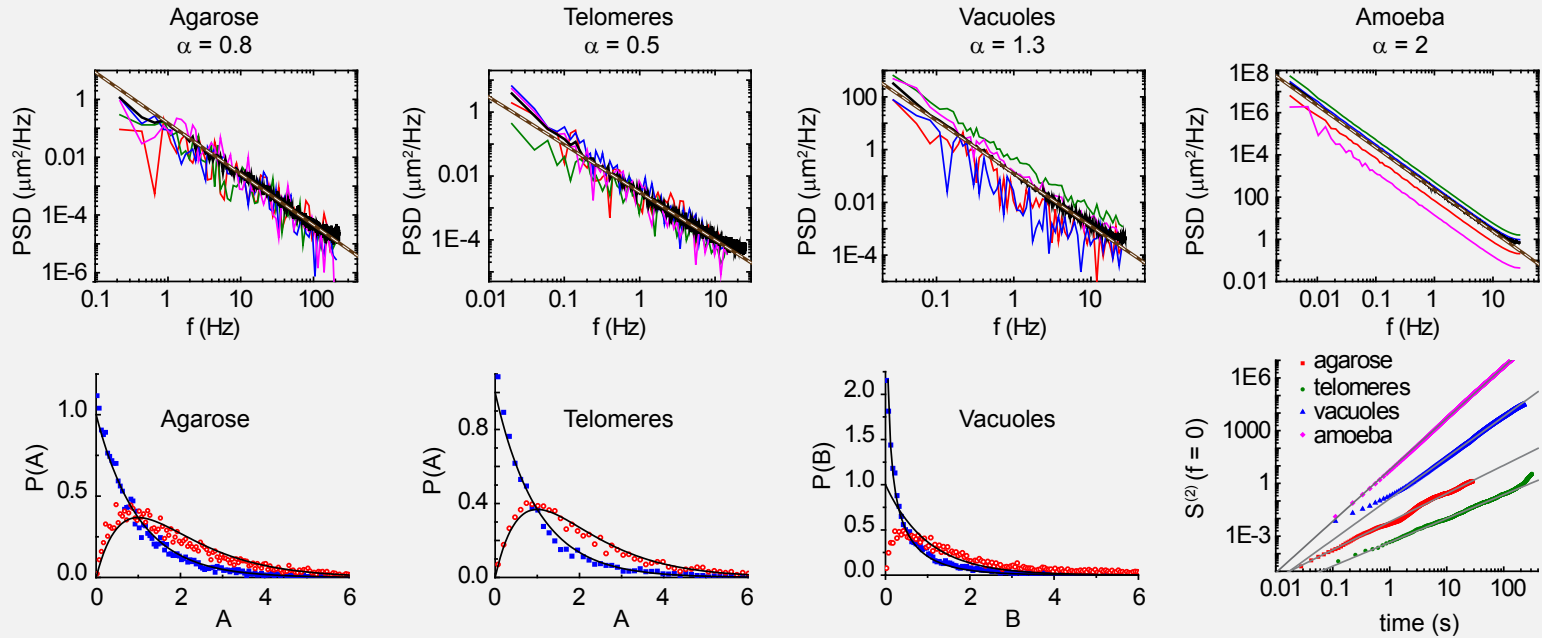 Agarose
α = 0.8
Telomeres
α = 0.5
Vacuoles
α = 1.3
Amoeba
α = 2
PSD (μm²/Hz)
1
0.01
1E-4
1E-6
0.1
1
10
100
f (Hz)
PSD (μm²/Hz)
1
0.01
1E-4
0.01
0.1
1
10
f (Hz)
PSD (μm²/Hz)
100
1
0.01
1E-4
0.1
1
10
f (Hz)
PSD (μm²/Hz)
1E8
1E6
1E+4
100
1
0.01
0.01
0.1
1
10
f (Hz)
P(A)
1.0
0.5
0.0
Agarose
0
2
4
6
A
P(A)
0.8
0.4
0.0
Telomeres
0
2
4
6
A
P(B)
2.0
1.5
1.0
0.5
0.0
Vacuoles
0
2
4
6
B
S⁽²⁾ (f = 0)
1E6
1000
1
1E-3
agarose
telomeres
vacuoles
amoeba
0.01
0.1
1
10
100
time (s)